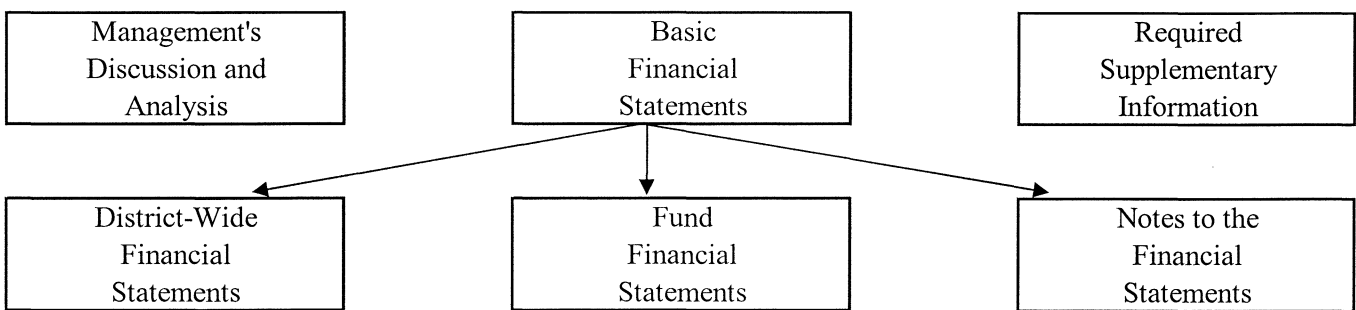 Management's
Discussion and
Analysis
Basic
Financial
Statements
Required
Supplementary
Information
District-Wide
Financial
Statements
Fund
Financial
Statements
Notes to the
Financial
Statements